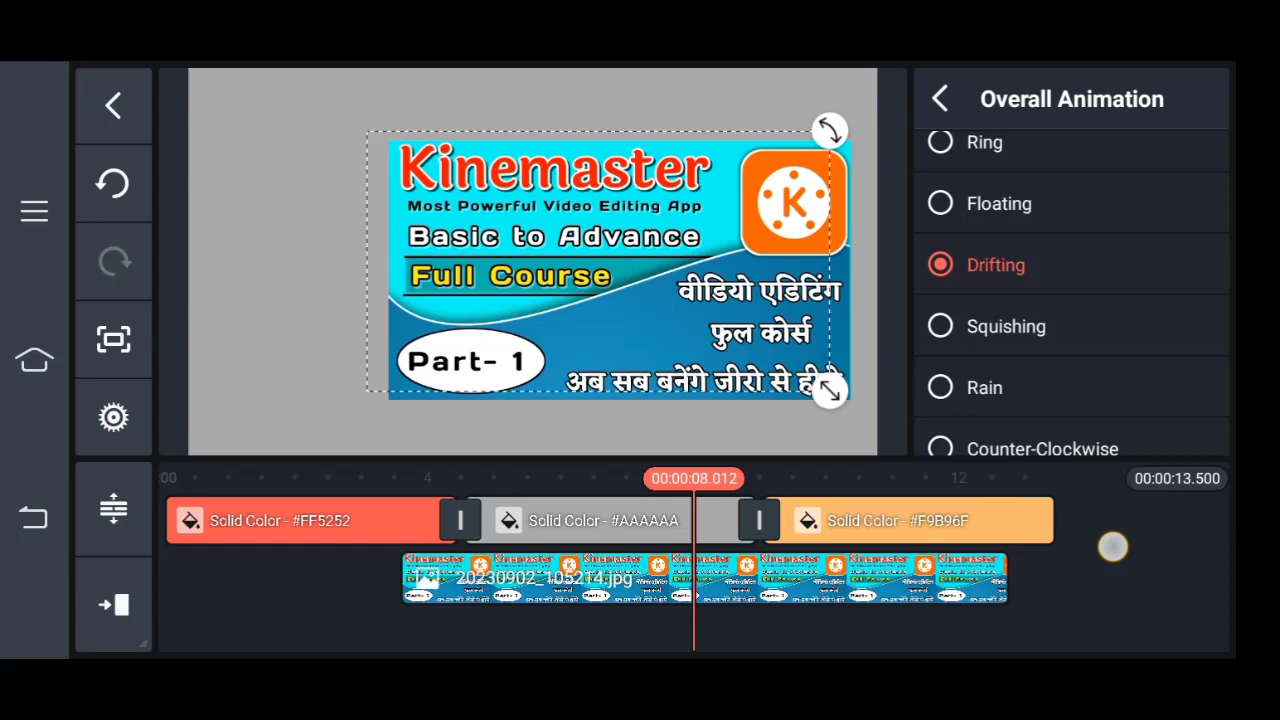 Overall Animation
Ring
Floating
Drifting
Squishing
Rain
Counter-Clockwise
Kinemaster
Most Powerful Video Editing App
Basic to Advance
Full Course
K
वीडियो एडिटिंग
फुल कोर्स
Part- 1
अब सब बनेंगे जीरो से
:00
4
00:00:08.012
12
00:00:13.500
Solid Color - #FF5252
Solid Color - #AAAAAA
Solid Color - #F9B96F
20230902_105214.jpg